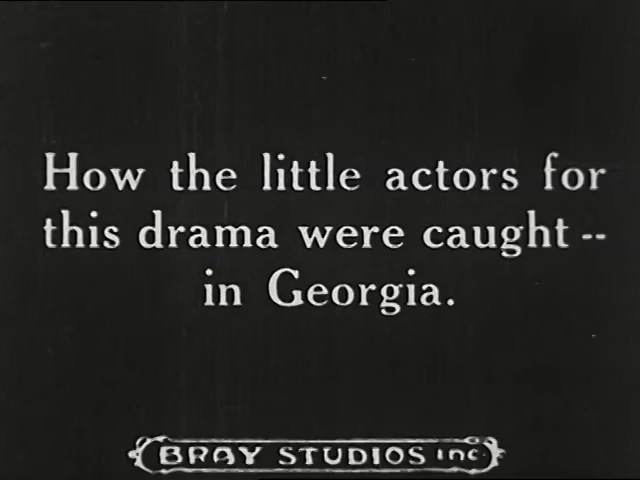 How the little actors for
this drama were caught --
in Georgia.
BRAY STUDIOS Inc.